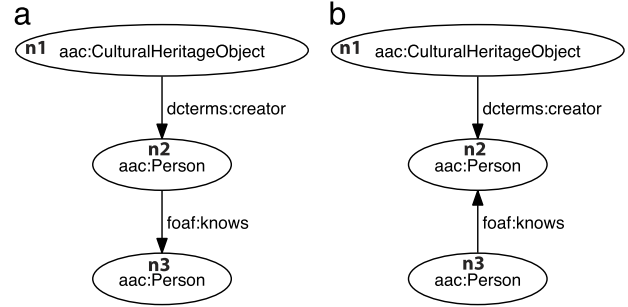 a
n1 aac:CulturalHeritageObject
dcterms:creator
n2
aac:Person
foaf:knows
n3
aac:Person
b
n1 aac:CulturalHeritageObject
dcterms:creator
n2
aac:Person
foaf:knows
n3
aac:Person